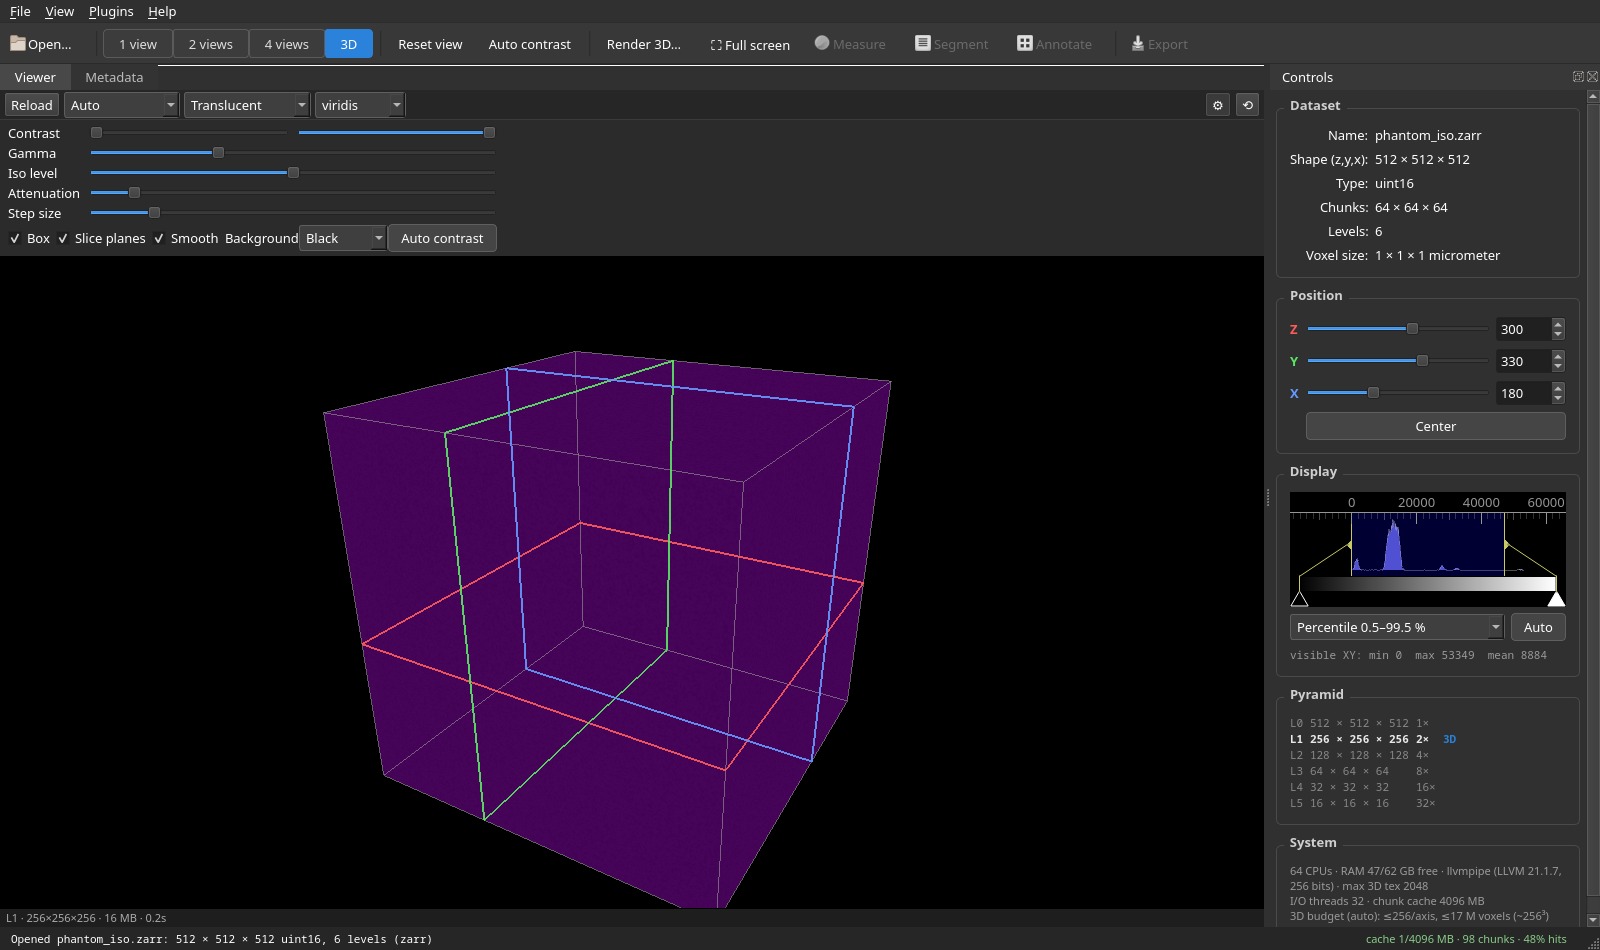 File View Plugins Help
Open... 1 view 2 views 4 views 3D Reset view Auto contrast Render 3D... Full screen Measure Segment Annotate Export
Viewer Metadata
Reload Auto Translucent viridis
Contrast
Gamma
Iso level
Attenuation
Step size
Box Slice planes Smooth Background Black Auto contrast
L1 · 256×256×256 · 16 MB · 0.2s
Controls
Dataset
Name: phantom_iso.zarr
Shape (z,y,x): 512 × 512 × 512
Type: uint16
Chunks: 64 × 64 × 64
Levels: 6
Voxel size: 1 × 1 × 1 micrometer
Position
Z 300
Y 330
X 180
Center
Display
0 20000 40000 60000
Percentile 0.5–99.5 % Auto
visible XY: min 0 max 53349 mean 8884
Pyramid
L0 512 × 512 × 512 1×
L1 256 × 256 × 256 2× 3D
L2 128 × 128 × 128 4×
L3 64 × 64 × 64 8×
L4 32 × 32 × 32 16×
L5 16 × 16 × 16 32×
System
64 CPUs · RAM 47/62 GB free · llvmpipe (LLVM 21.1.7,
256 bits) · max 3D tex 2048
I/O threads 32 · chunk cache 4096 MB
3D budget (auto): ≤256/axis, ≤17 M voxels (~256³)
Opened phantom_iso.zarr: 512 × 512 × 512 uint16, 6 levels (zarr)
cache 1/4096 MB · 98 chunks · 48% hits